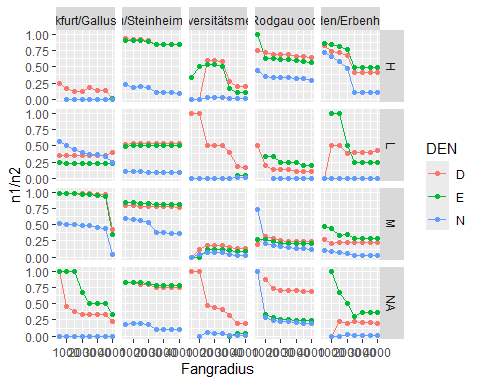 kfurt/Gallus
/Steinheim
versitätsme
Rodgau
den/Erbenh
n1/n2
1.00
0.75
0.50
0.25
0.00
H
1.00
0.75
0.50
0.25
0.00
L
1.00
0.75
0.50
0.25
0.00
M
1.00
0.75
0.50
0.25
0.00
NA
Fangradius
DEN
D
E
N